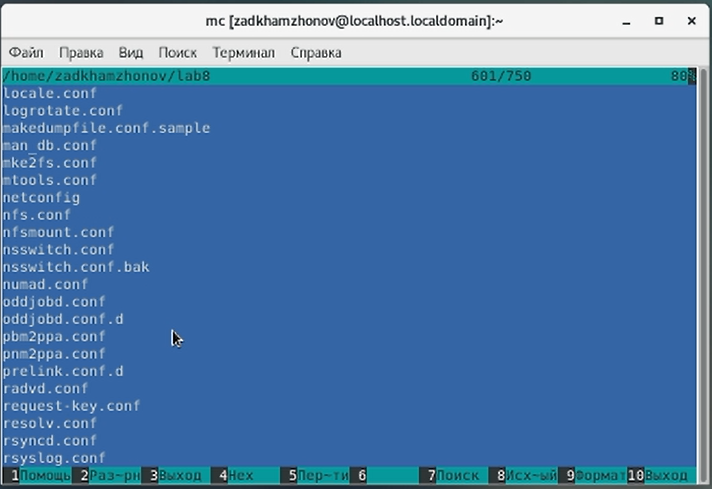 mc [zadkhamzhonov@localhost.localdomain]:~
Файл Правка Вид Поиск Терминал Справка
/home/zadkhamzhonov/lab8 601/750 80%
locale.conf
logrotate.conf
makedumpfile.conf.sample
man_db.conf
mke2fs.conf
mtools.conf
netconfig
nfs.conf
nfsmount.conf
nsswitch.conf
nsswitch.conf.bak
numad.conf
oddjobd.conf
oddjobd.conf.d
pbm2ppa.conf
pnm2ppa.conf
prelink.conf.d
radvd.conf
request-key.conf
resolv.conf
rsyncd.conf
rsyslog.conf
1Помощь 2Раз~рн 3Выход 4Hex 5Пер~ти 6 7Поиск 8Исх~ый 9Формат 10Выход